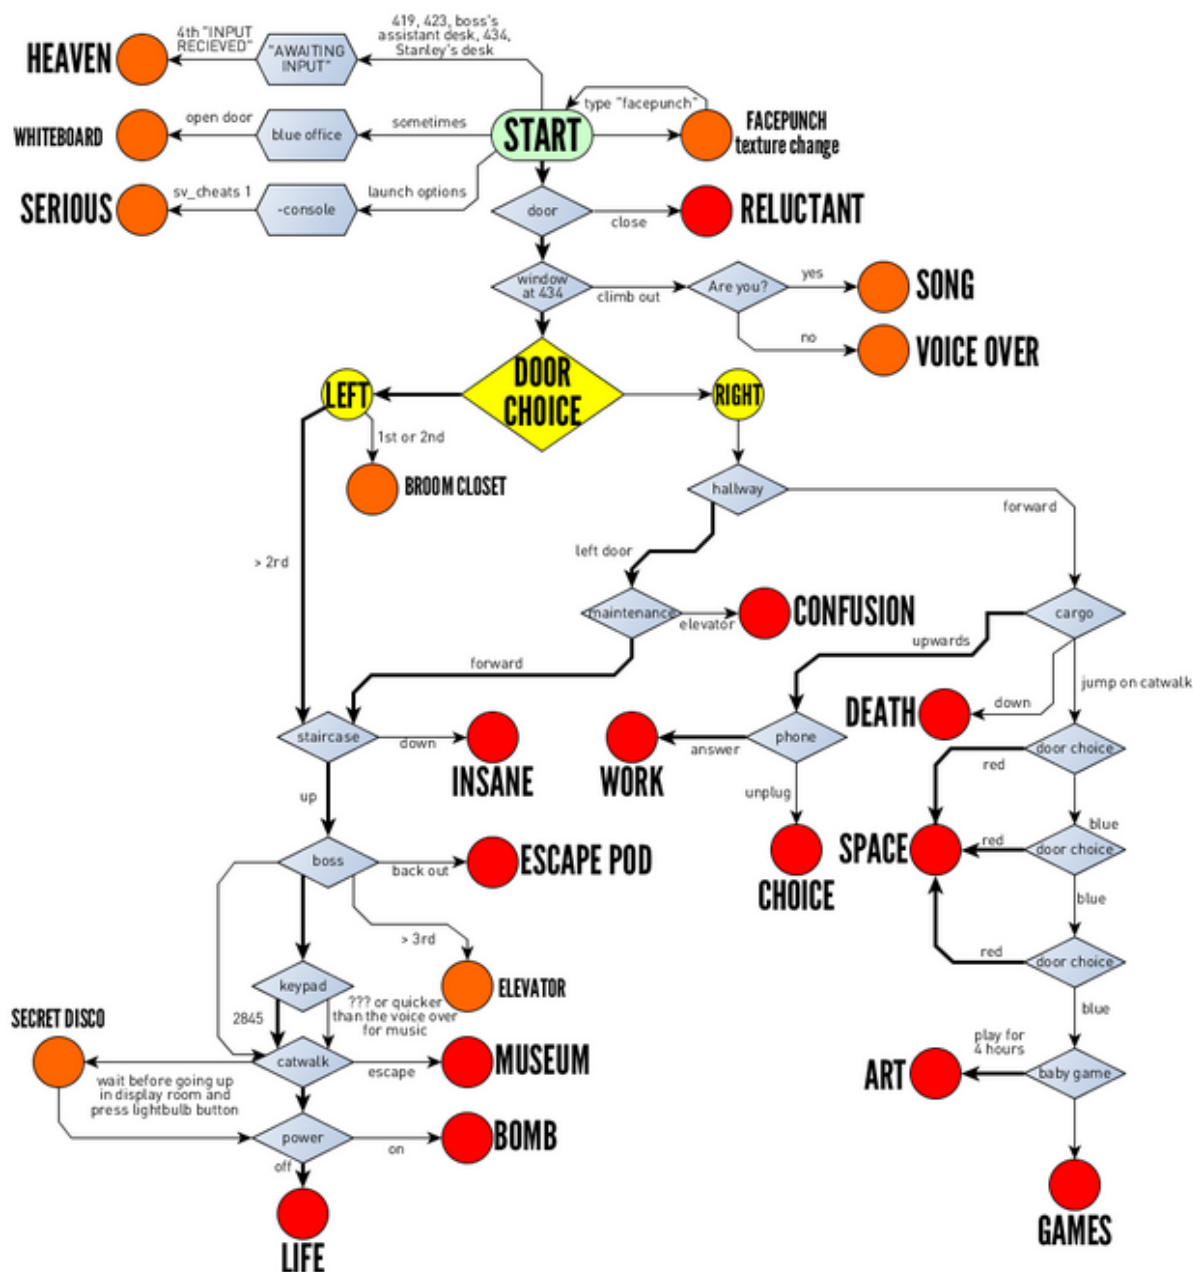 4th "INPUT
RECIEVED"
419, 423, boss's
assistant desk, 434,
Stanley's desk
HEAVEN
"AWAITING
INPUT"
type "facepunch"
open door
sometimes
WHITEBOARD
blue office
START
FACEPUNCH
texture change
sv_cheats 1
launch options
SERIOUS
-console
door
close
RELUCTANT
window
at 434
climb out
Are you?
yes
SONG
no
VOICE OVER
DOOR
CHOICE
LEFT
RIGHT
1st or 2nd
BROOM CLOSET
hallway
forward
left door
> 2rd
maintenance
elevator
CONFUSION
cargo
upwards
forward
jump on catwalk
down
DEATH
staircase
down
INSANE
answer
WORK
phone
door choice
red
up
unplug
blue
boss
back out
ESCAPE POD
CHOICE
SPACE
red
door choice
blue
> 3rd
red
door choice
keypad
ELEVATOR
2845
??? or quicker
than the voice over
for music
blue
SECRET DISCO
catwalk
escape
MUSEUM
play for
4 hours
ART
baby game
wait before going up
in display room and
press lightbulb button
power
on
BOMB
off
LIFE
GAMES